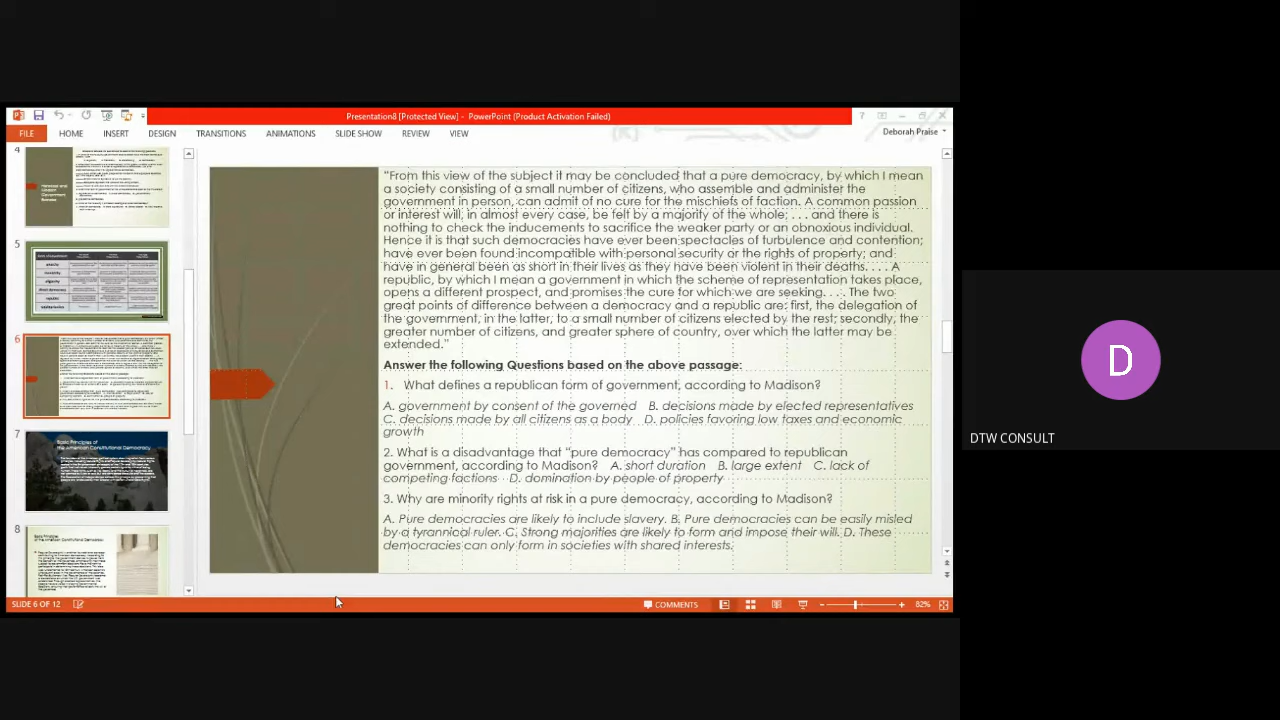 Presentation8 [Protected View] - PowerPoint (Product Activation Failed)
FILE HOME INSERT DESIGN TRANSITIONS ANIMATIONS SLIDE SHOW REVIEW VIEW
Deborah Praise
4
5
6
7
Basic Principles of
the American Constitutional Democracy
8
"From this view of the subject it may be concluded that a pure democracy, by which I mean
a society consisting of a small number of citizens, who assemble and administer the
government in person, can admit of no cure for the mischiefs of faction. A common passion
or interest will, in almost every case, be felt by a majority of the whole; . . . and there is
nothing to check the inducements to sacrifice the weaker party or an obnoxious individual.
Hence it is that such democracies have ever been spectacles of turbulence and contention;
have ever been found incompatible with personal security or the rights of property; and
have in general been as short in their lives as they have been violent in their deaths. . . . A
republic, by which I mean a government in which the scheme of representation takes place,
opens a different prospect, and promises the cure for which we are seeking. . . . The two
great points of difference between a democracy and a republic are: first, the delegation of
the government, in the latter, to a small number of citizens elected by the rest; secondly, the
greater number of citizens, and greater sphere of country, over which the latter may be
extended."
Answer the following Questions based on the above passage:
1. What defines a republican form of government, according to Madison?
A. government by consent of the governed B. decisions made by elected representatives
C. decisions made by all citizens as a body D. policies favoring low taxes and economic
growth
2. What is a disadvantage that "pure democracy" has compared to republican
government, according to Madison? A. short duration B. large extent C. lack of
competing factions D. domination by people of property
3. Why are minority rights at risk in a pure democracy, according to Madison?
A. Pure democracies are likely to include slavery. B. Pure democracies can be easily misled
by a tyrannical ruler. C. Strong majorities are likely to form and impose their will. D. These
democracies can only form in societies with shared interests.
SLIDE 6 OF 12
COMMENTS
82%
D
DTW CONSULT